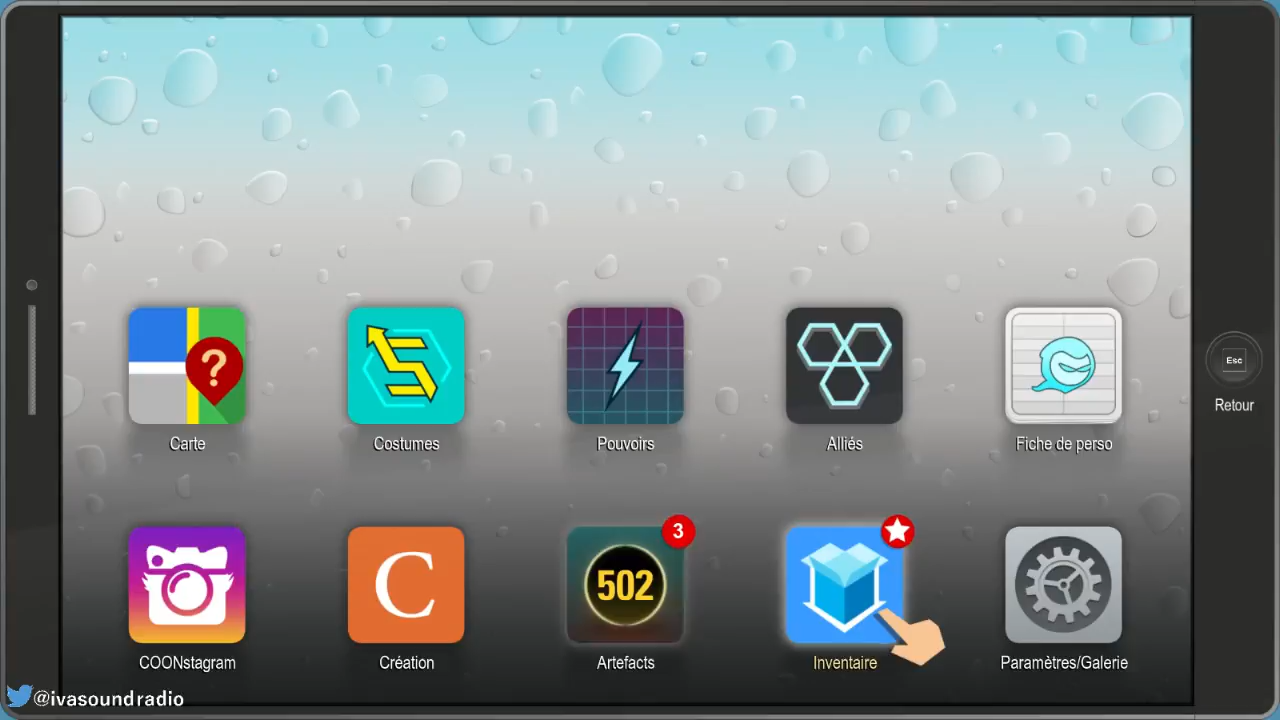 Esc
Retour
Carte
Costumes
Pouvoirs
Alliés
Fiche de perso
C
3
502
COONstagram
Création
Artefacts
Inventaire
Paramètres/Galerie
@ivasoundradio